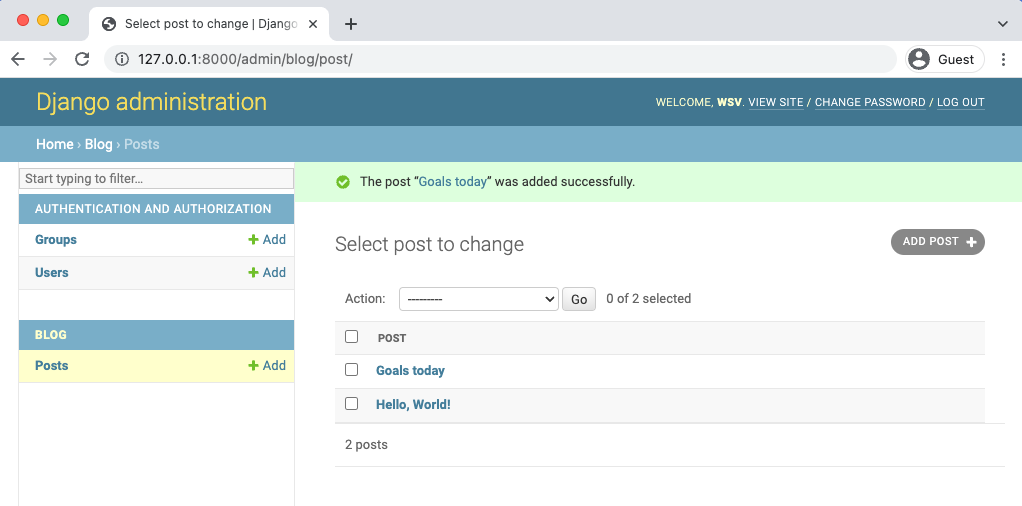 Select post to change | Django
127.0.0.1:8000/admin/blog/post/
Guest
Django administration
WELCOME, WSV. VIEW SITE / CHANGE PASSWORD / LOG OUT
Home › Blog › Posts
Start typing to filter...
AUTHENTICATION AND AUTHORIZATION
Groups
Add
Users
Add
BLOG
Posts
Add
The post “Goals today” was added successfully.
Select post to change
ADD POST
Action:
---------
Go
0 of 2 selected
POST
Goals today
Hello, World!
2 posts